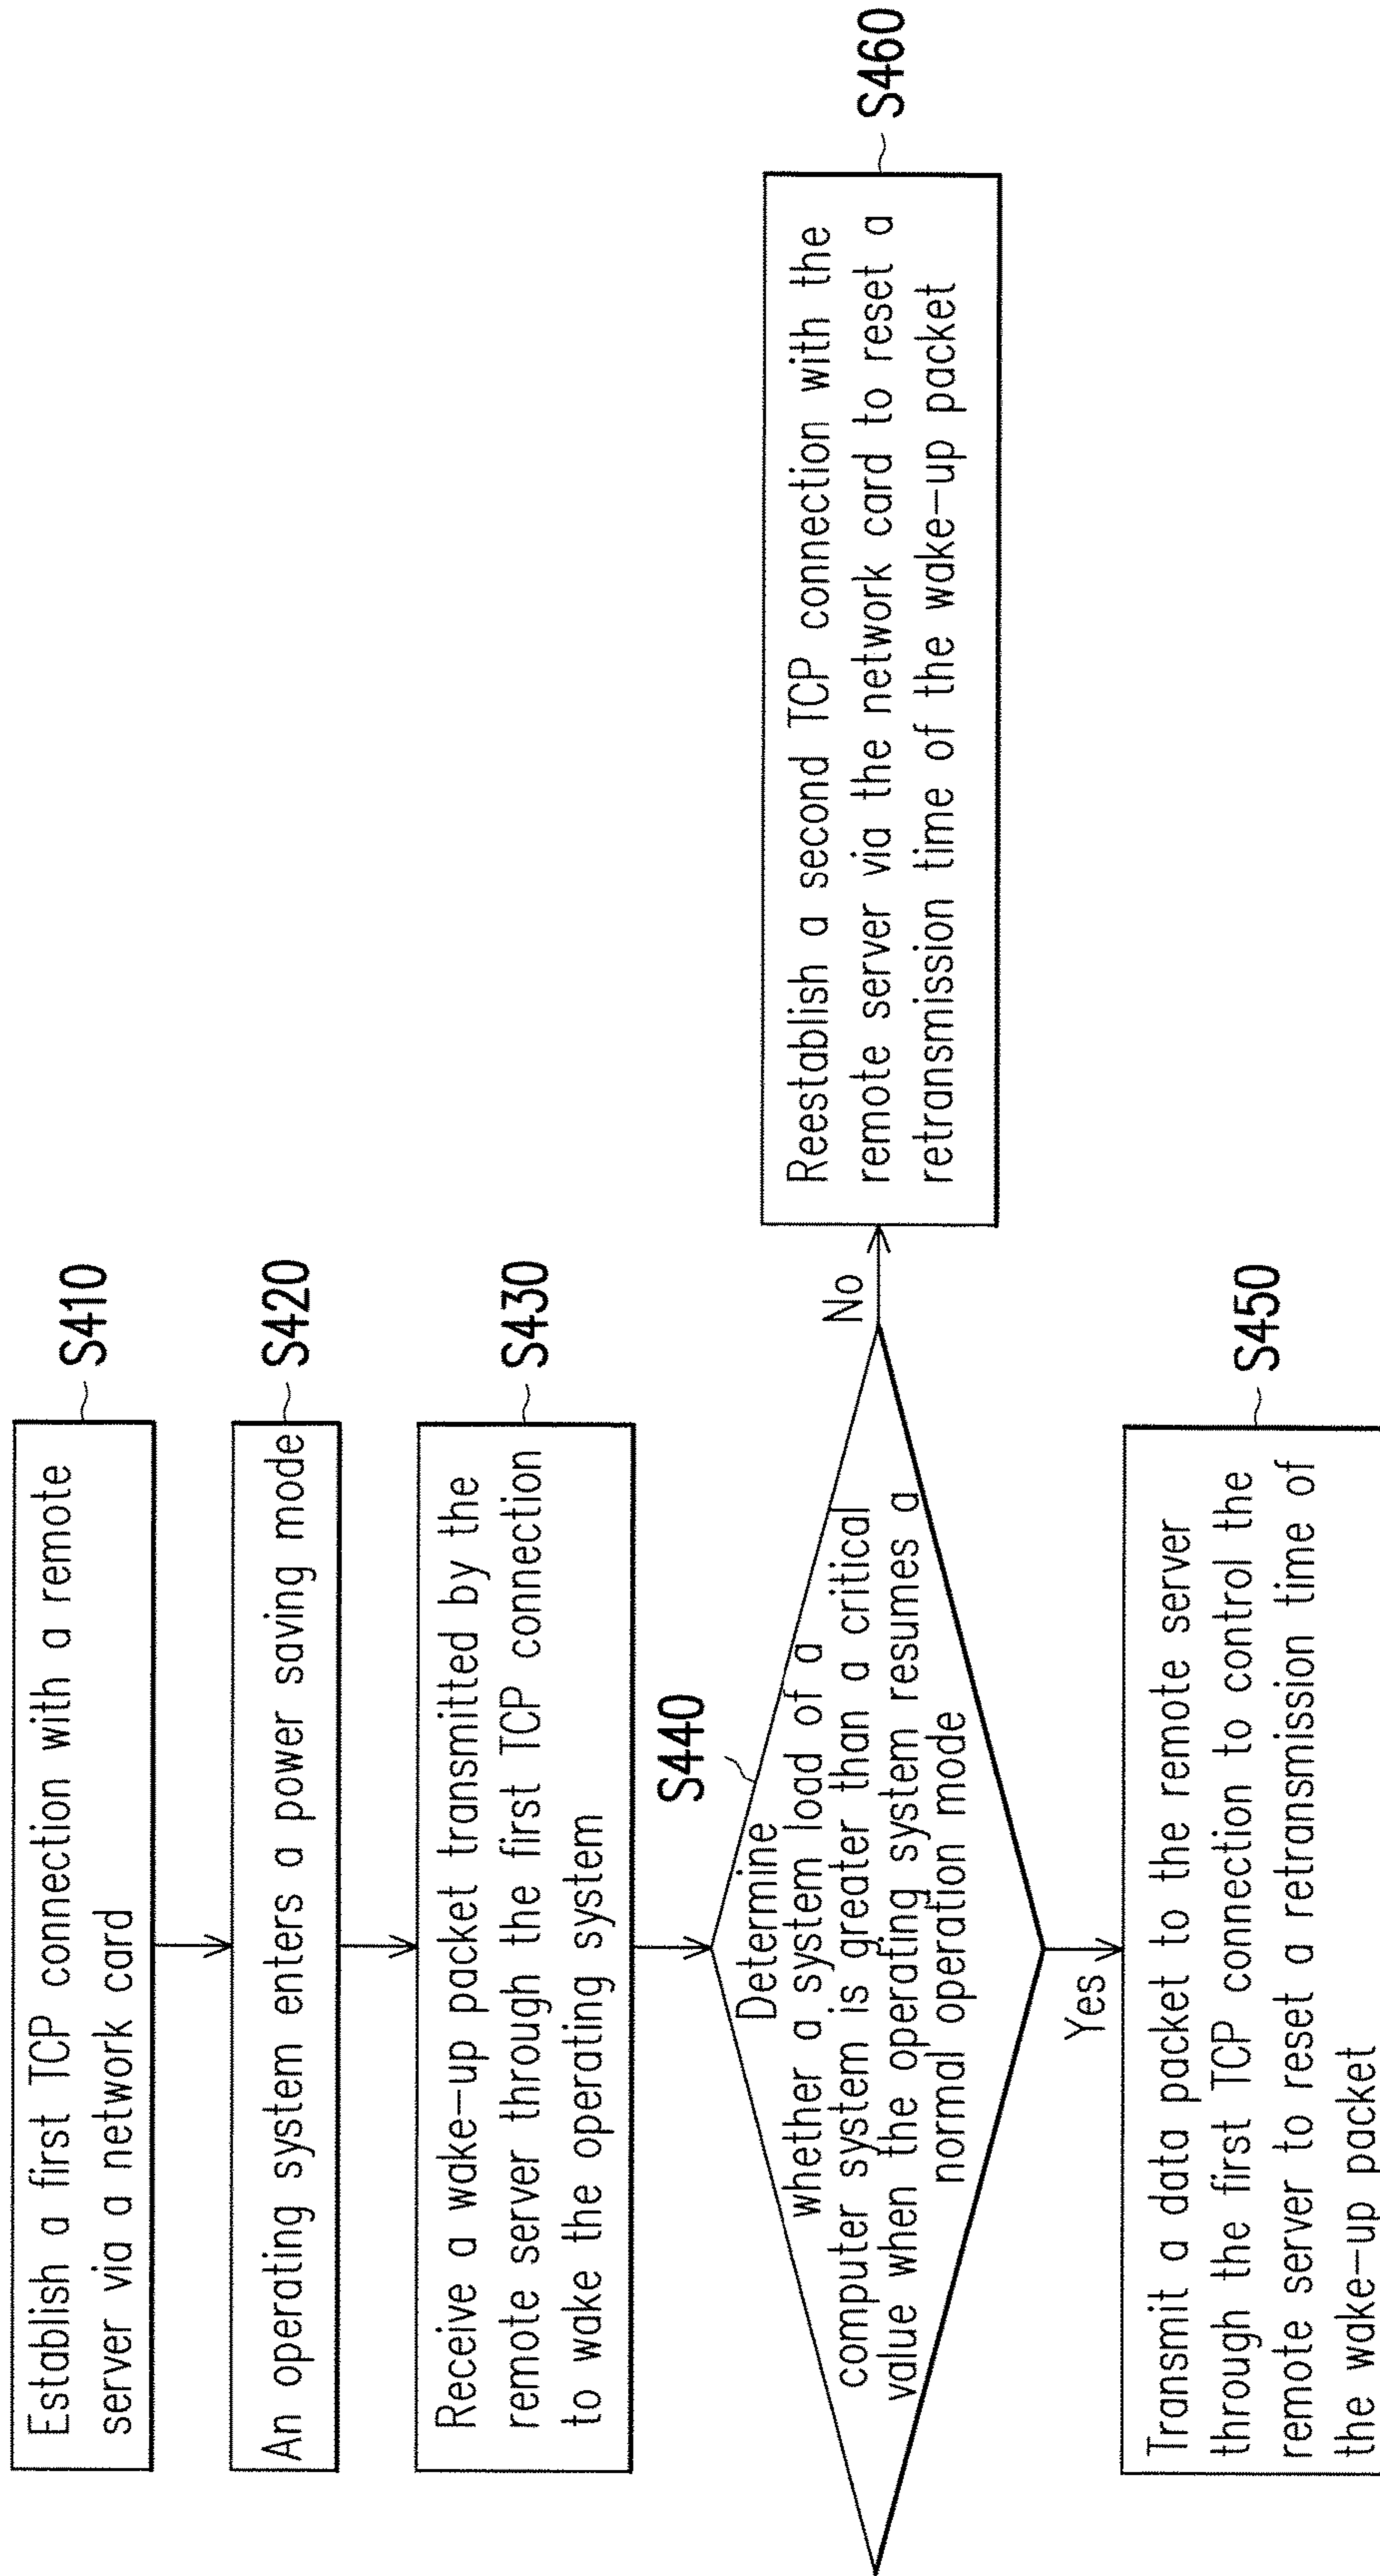 Establish a first TCP connection with a remote
server via a network card
S410
An operating system enters a power saving mode
S420
Receive a wake-up packet transmitted by the
remote server through the first TCP connection
to wake the operating system
S430
S440
Determine
whether a system load of a
computer system is greater than a critical
value when the operating system resumes a
normal operation mode
No
Reestablish a second TCP connection with the
remote server via the network card to reset a
retransmission time of the wake-up packet
S460
Yes
Transmit a data packet to the remote server
through the first TCP connection to control the
remote server to reset a retransmission time of
the wake-up packet
S450